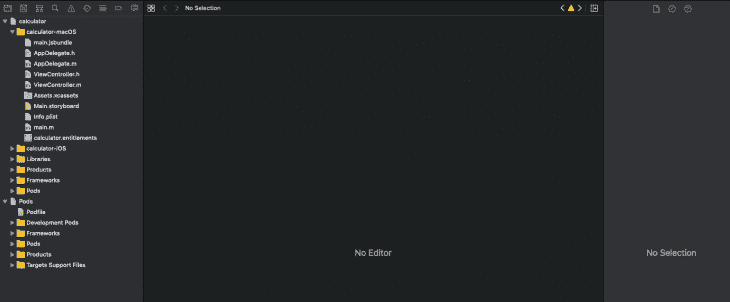 No Selection
calculator
calculator-macOS
main.jsbundle
AppDelegate.h
AppDelegate.m
ViewController.h
ViewController.m
Assets.xcassets
Main.storyboard
Info.plist
main.m
calculator.entitlements
calculator-iOS
Libraries
Products
Frameworks
Pods
Pods
Podfile
Development Pods
Frameworks
Pods
Products
Targets Support Files
No Editor
No Selection